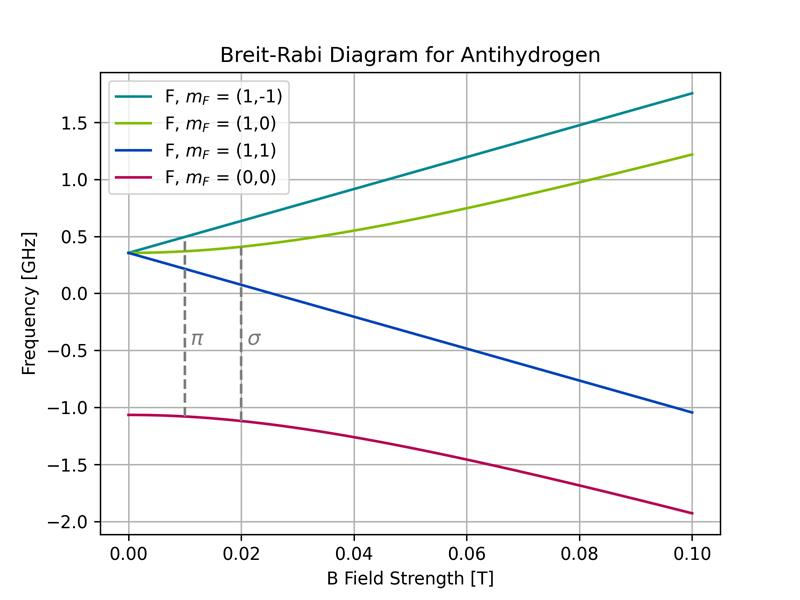 Breit-Rabi Diagram for Antihydrogen
F, m_F = (1,-1)
F, m_F = (1,0)
F, m_F = (1,1)
F, m_F = (0,0)
Frequency [GHz]
1.5
1.0
0.5
0.0
−0.5
−1.0
−1.5
−2.0
π
σ
0.00 0.02 0.04 0.06 0.08 0.10
B Field Strength [T]